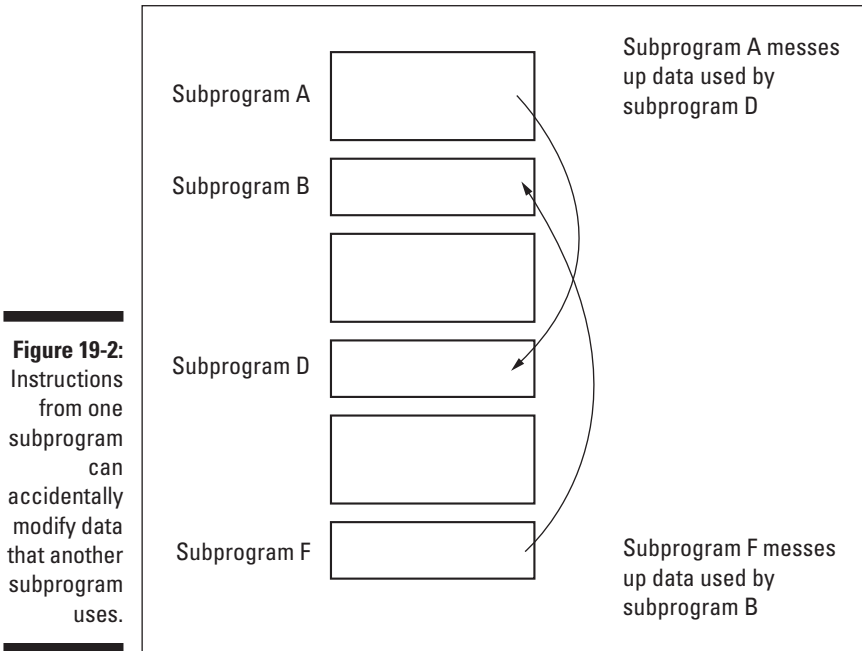 Subprogram A
Subprogram A messes
up data used by
subprogram D
Subprogram B
Subprogram D
Subprogram F
Subprogram F messes
up data used by
subprogram B
Figure 19-2:
Instructions
from one
subprogram
can
accidentally
modify data
that another
subprogram
uses.